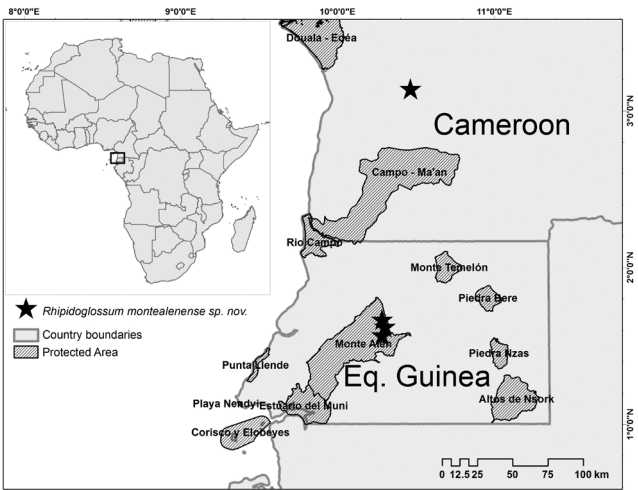 8°0'0"E 9°0'0"E 10°0'0"E 11°0'0"E
Douala - Edéa
3°0'0"N
Cameroon
Campo - Ma'an
Rio Campo
2°0'0"N
Monte Temelón
Piedra Bere
Rhipidoglossum montealenense sp. nov.
Country boundaries
Protected Area
Monte Alén
Piedra Nzas
Punta Llende
Eq. Guinea
Altos de Nsork
Playa Nendyi
Estuario del Muni
1°0'0"N
Corisco y Elobeyes
0 12.5 25 50 75 100 km